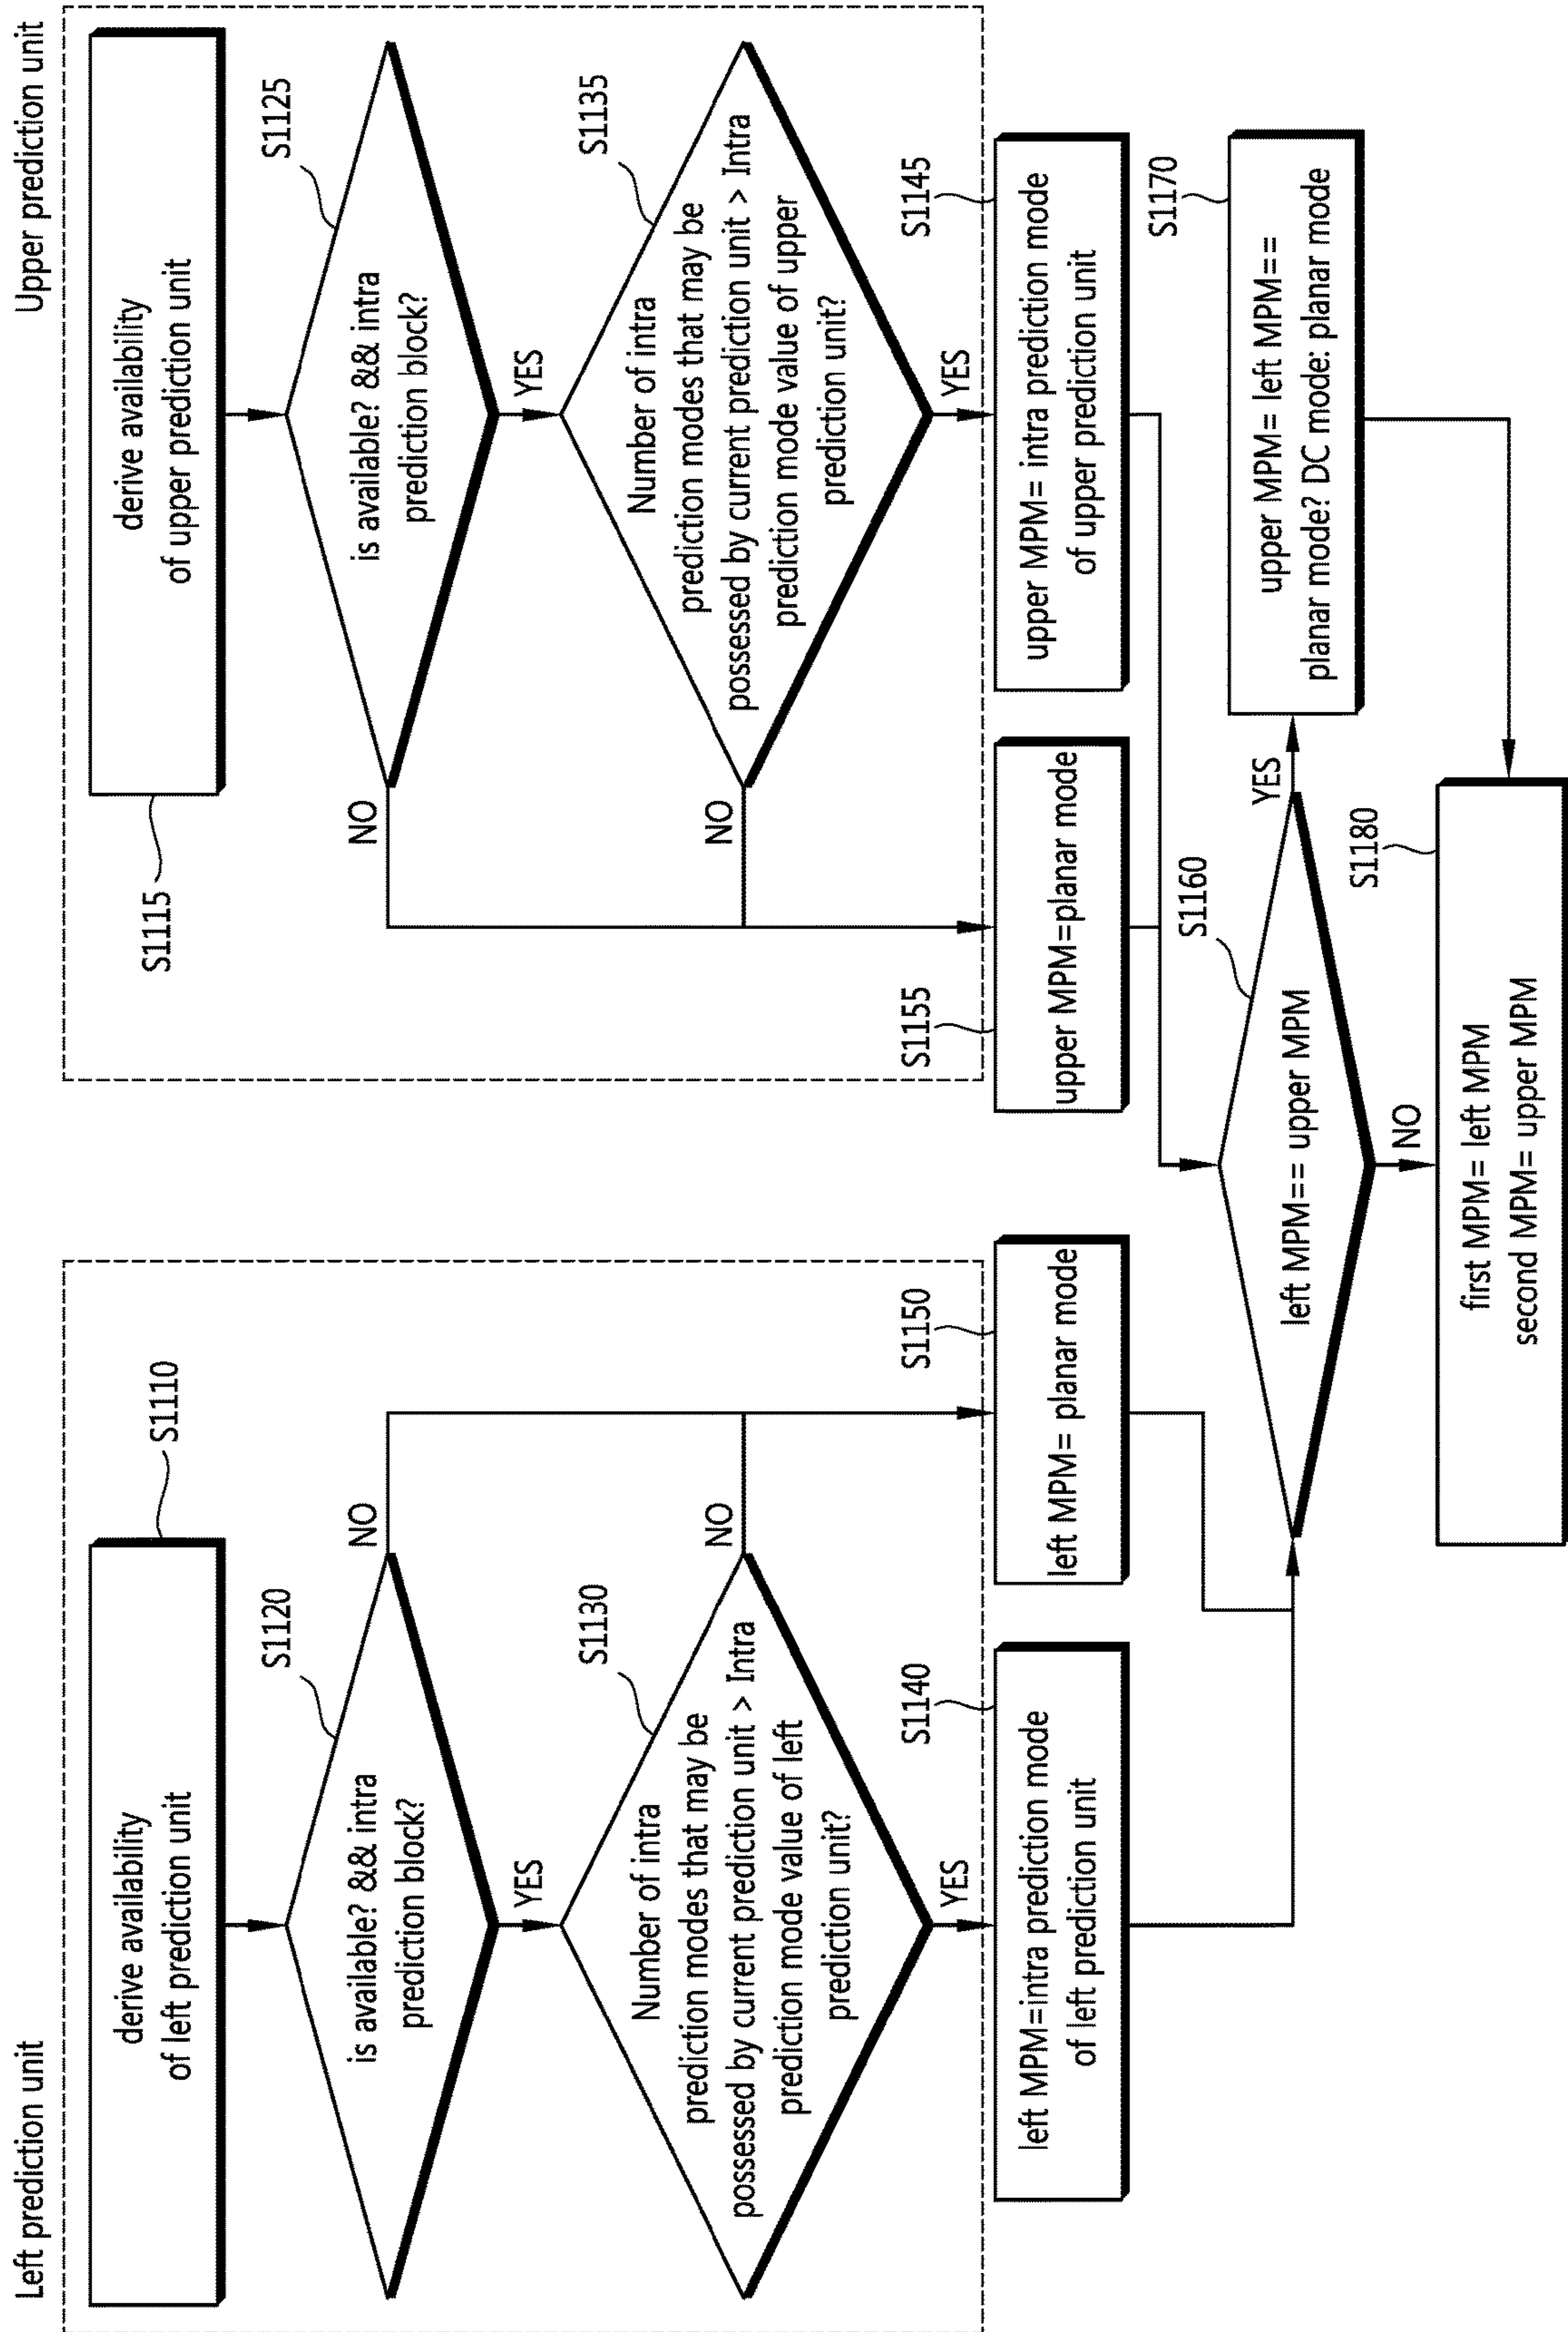 Left prediction unit
derive availability
of left prediction unit
S1110
is available? && intra
prediction block?
S1120
NO
YES
Number of intra
prediction modes that may be
possessed by current prediction unit > Intra
prediction mode value of left
prediction unit?
S1130
NO
YES
left MPM=intra prediction mode
of left prediction unit
S1140
left MPM= planar mode
S1150
Upper prediction unit
derive availability
of upper prediction unit
S1115
is available? && intra
prediction block?
S1125
NO
YES
Number of intra
prediction modes that may be
possessed by current prediction unit > Intra
prediction mode value of upper
prediction unit?
S1135
NO
YES
upper MPM=planar mode
S1155
upper MPM= intra prediction mode
of upper prediction unit
S1145
left MPM== upper MPM
S1160
YES
NO
upper MPM= left MPM==
planar mode? DC mode: planar mode
S1170
first MPM= left MPM
second MPM= upper MPM
S1180